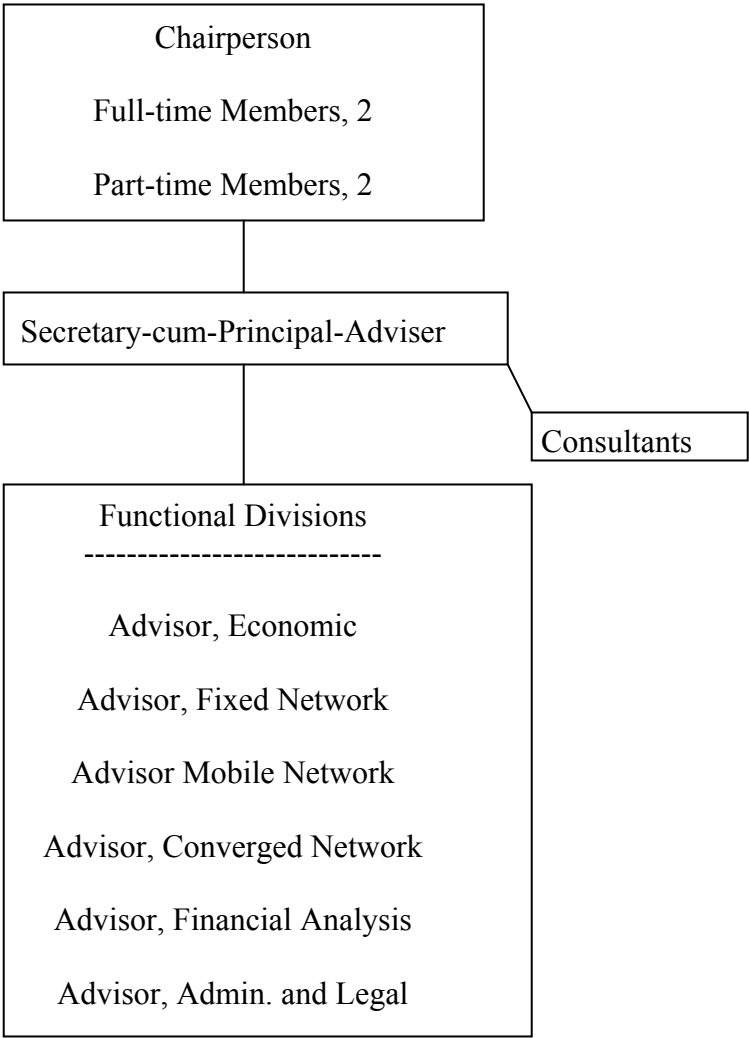 Chairperson
Full-time Members, 2
Part-time Members, 2
Secretary-cum-Principal-Adviser
Consultants
Functional Divisions
----------------------------
Advisor, Economic
Advisor, Fixed Network
Advisor Mobile Network
Advisor, Converged Network
Advisor, Financial Analysis
Advisor, Admin. and Legal